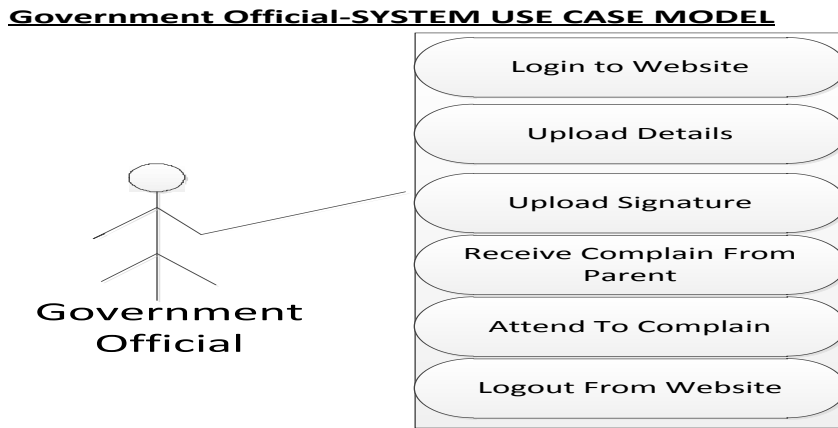 Government Official-SYSTEM USE CASE MODEL
Login to Website
Upload Details
Upload Signature
Receive Complain From
Parent
Attend To Complain
Logout From Website
Government
Official